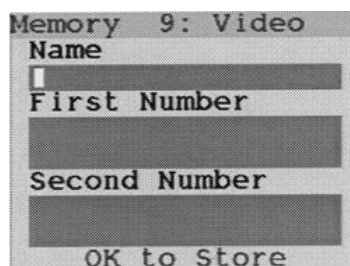 Memory 9: Video
Name
First Number
Second Number
OK to Store